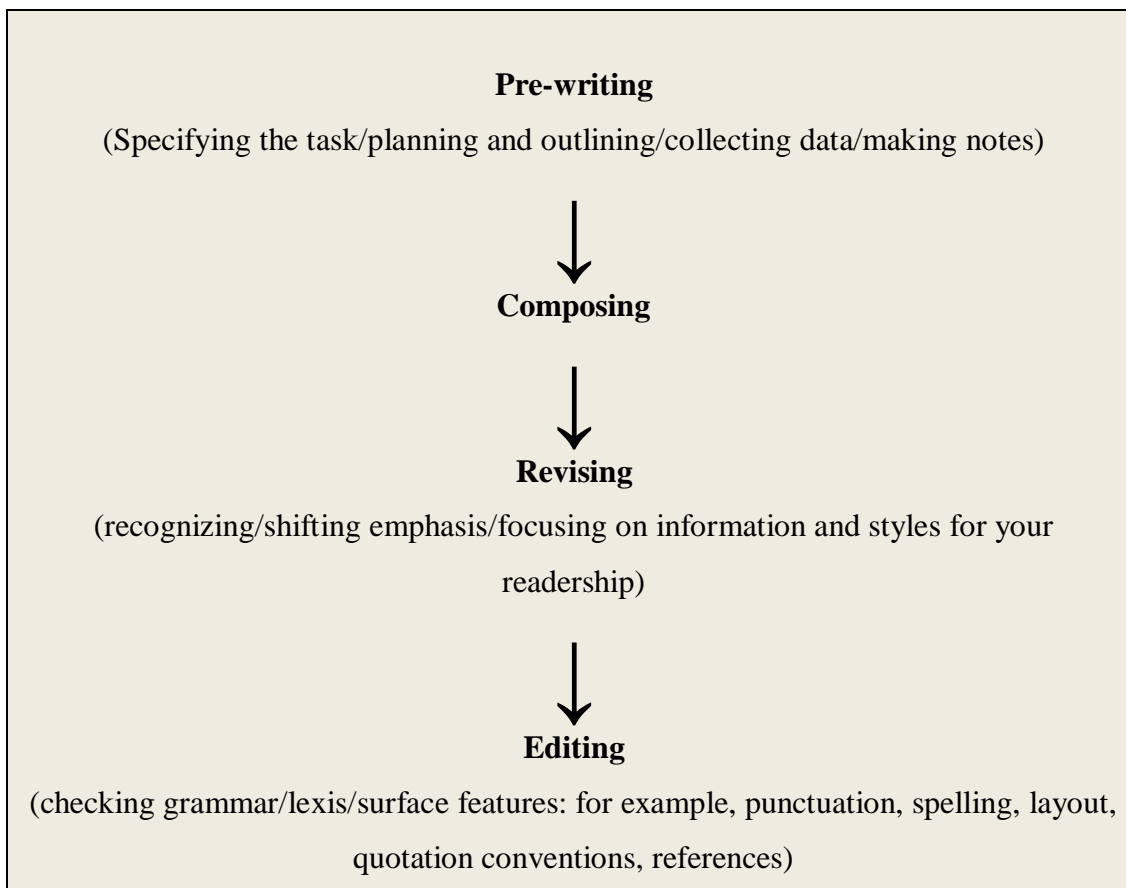 Pre-writing
(Specifying the task/planning and outlining/collecting data/making notes)
Composing
Revising
(recognizing/shifting emphasis/focusing on information and styles for your
readership)
Editing
(checking grammar/lexis/surface features: for example, punctuation, spelling, layout,
quotation conventions, references)